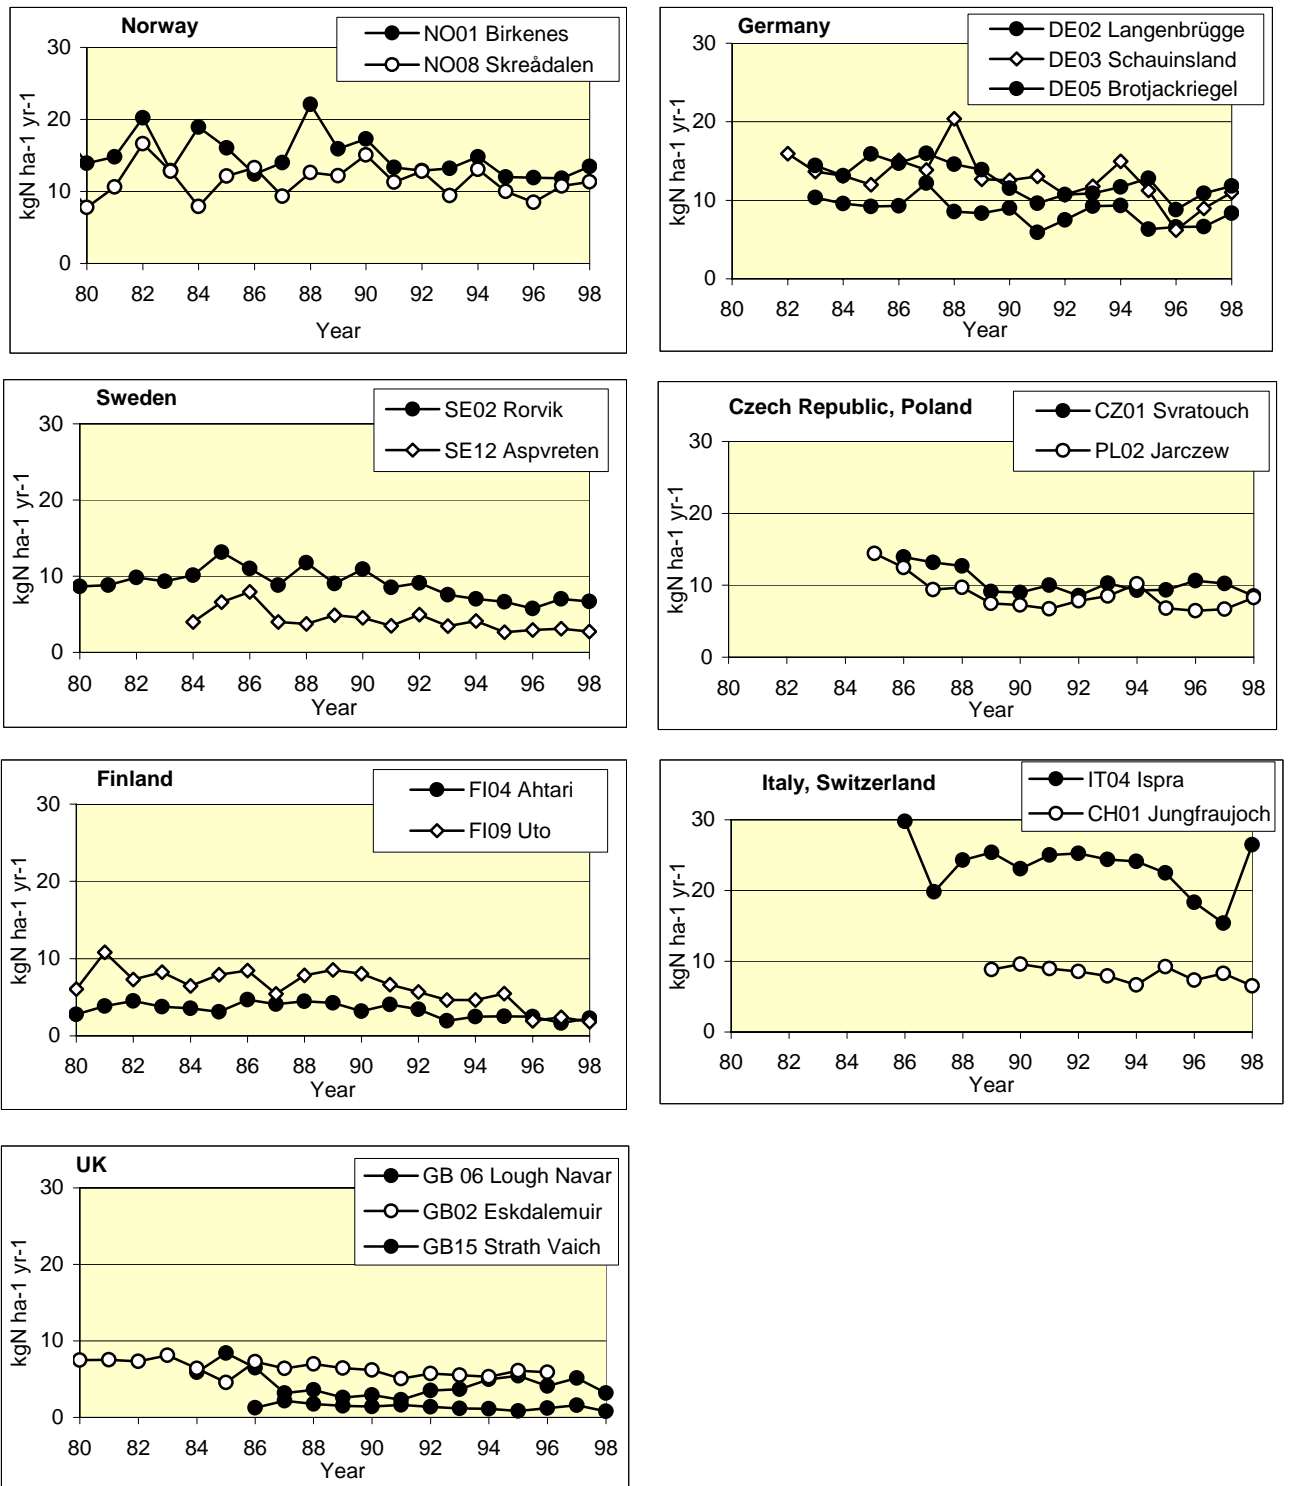 Norway
NO01 Birkenes
NO08 Skreådalen
kgN ha-1 yr-1
30
20
10
0
80 82 84 86 88 90 92 94 96 98
Year
Germany
DE02 Langenbrügge
DE03 Schauinsland
DE05 Brotjackriegel
kgN ha-1 yr-1
30
20
10
0
80 82 84 86 88 90 92 94 96 98
Year
Sweden
SE02 Rorvik
SE12 Aspvreten
kgN ha-1 yr-1
30
20
10
0
80 82 84 86 88 90 92 94 96 98
Year
Czech Republic, Poland
CZ01 Svratouch
PL02 Jarczew
kgN ha-1 yr-1
30
20
10
0
80 82 84 86 88 90 92 94 96 98
Year
Finland
FI04 Ahtari
FI09 Uto
kgN ha-1 yr-1
30
20
10
0
80 82 84 86 88 90 92 94 96 98
Year
Italy, Switzerland
IT04 Ispra
CH01 Jungfraujoch
kgN ha-1 yr-1
30
20
10
0
80 82 84 86 88 90 92 94 96 98
Year
UK
GB 06 Lough Navar
GB02 Eskdalemuir
GB15 Strath Vaich
kgN ha-1 yr-1
30
20
10
0
80 82 84 86 88 90 92 94 96 98
Year